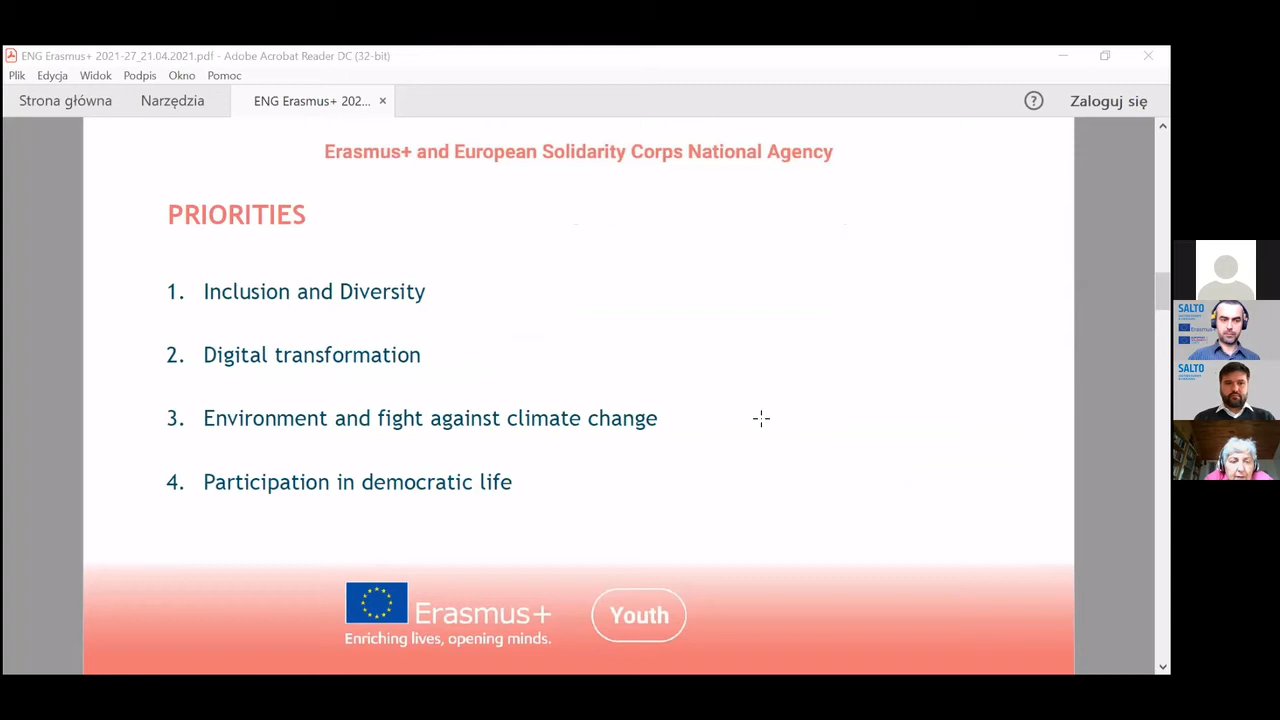 ENG Erasmus+ 2021-27_21.04.2021.pdf - Adobe Acrobat Reader DC (32-bit)
Plik Edycja Widok Podpis Okno Pomoc
Strona główna Narzędzia ENG Erasmus+ 202... × ? Zaloguj się
Erasmus+ and European Solidarity Corps National Agency
PRIORITIES
1. Inclusion and Diversity
2. Digital transformation
3. Environment and fight against climate change
4. Participation in democratic life
Erasmus+
Enriching lives, opening minds.
Youth
SALTO
Erasmus+
SALTO